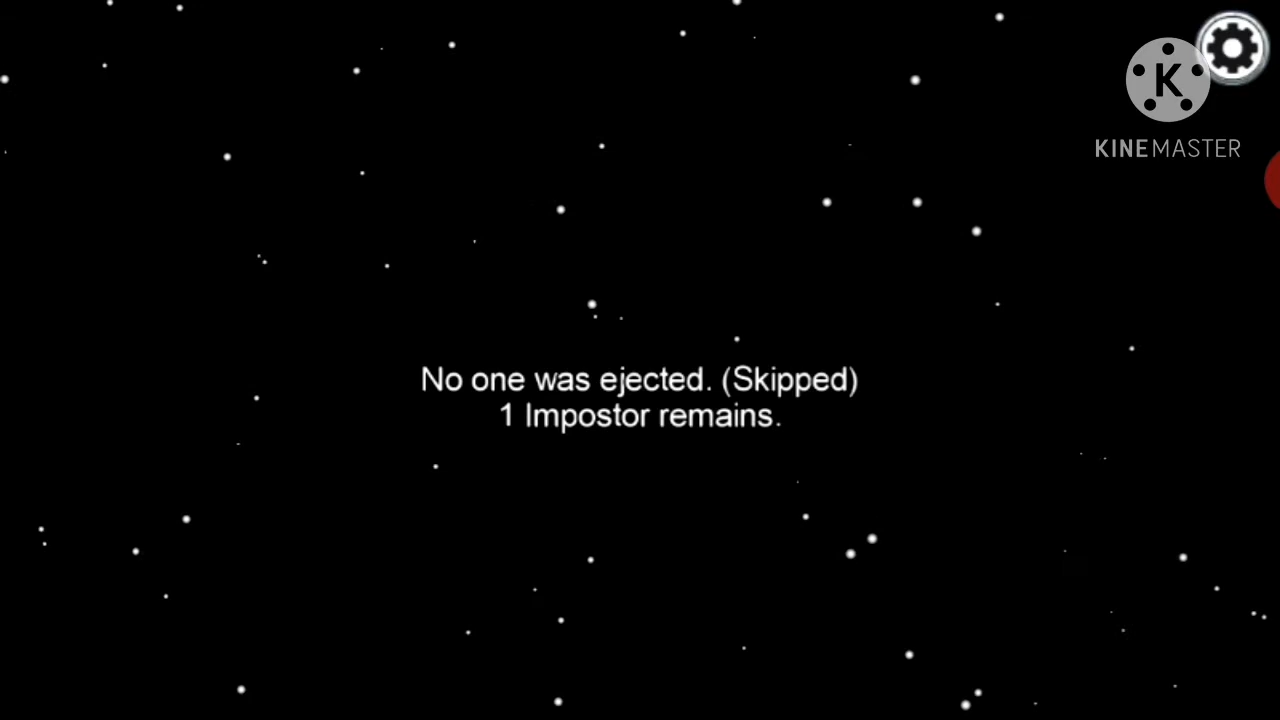 K
KINEMASTER
No one was ejected. (Skipped)
1 Impostor remains.